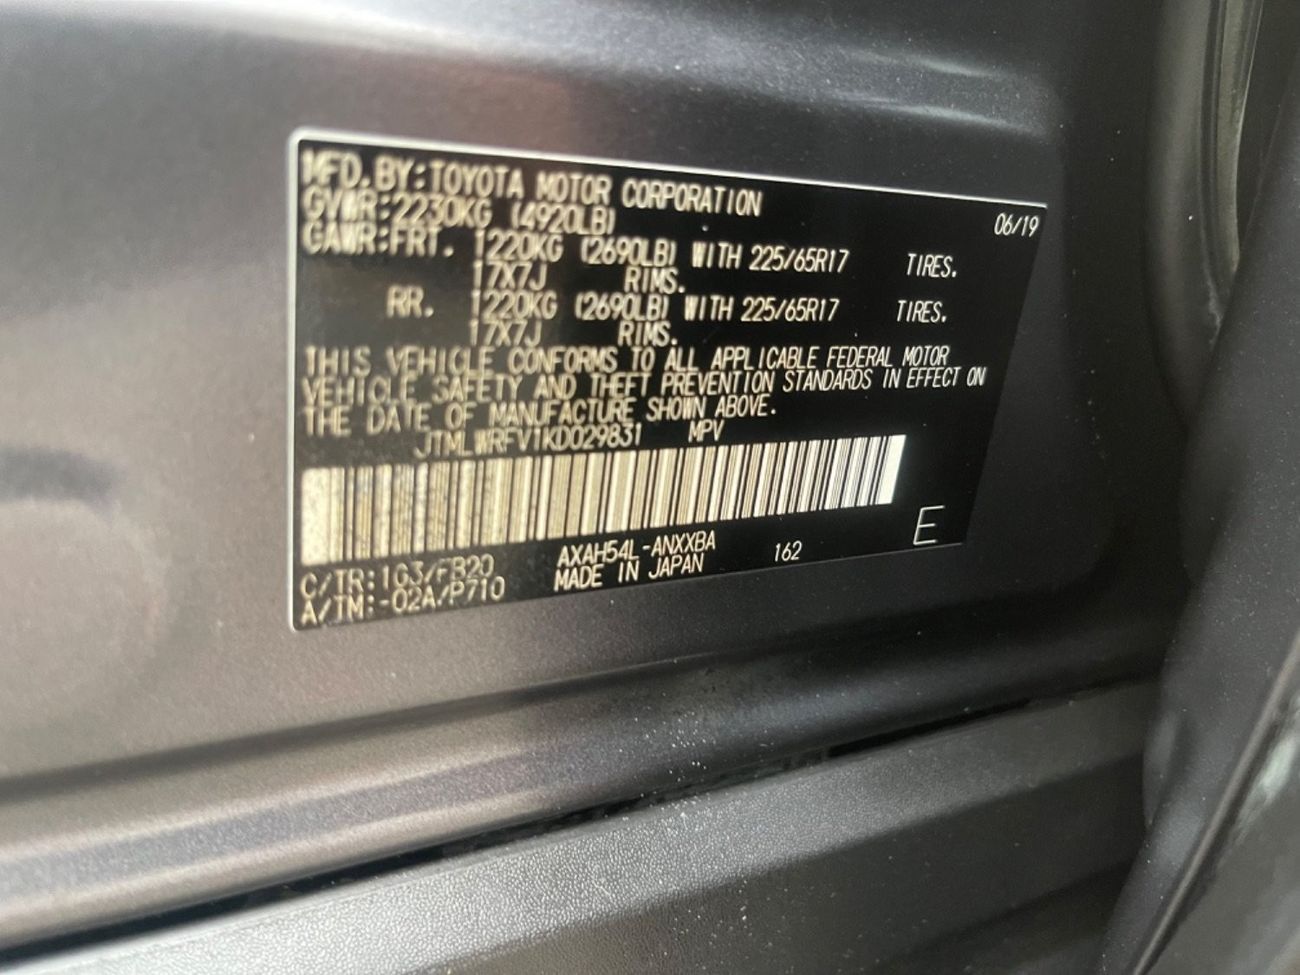 MFD. BY: TOYOTA MOTOR CORPORATION 06/19
GVWR: 2230KG (4920LB)
GAWR: FRT. 1220KG (2690LB) WITH 225/65R17 TIRES.
17X7J RIMS.
RR. 1220KG (2690LB) WITH 225/65R17 TIRES.
17X7J RIMS.
THIS VEHICLE CONFORMS TO ALL APPLICABLE FEDERAL MOTOR
VEHICLE SAFETY AND THEFT PREVENTION STANDARDS IN EFFECT ON
THE DATE OF MANUFACTURE SHOWN ABOVE.
JTMLWRFV1KD029831 MPV
E
C/TR: 1G3/FB20 AXAH54L-ANXXBA 162
A/TM: -02A/P710 MADE IN JAPAN